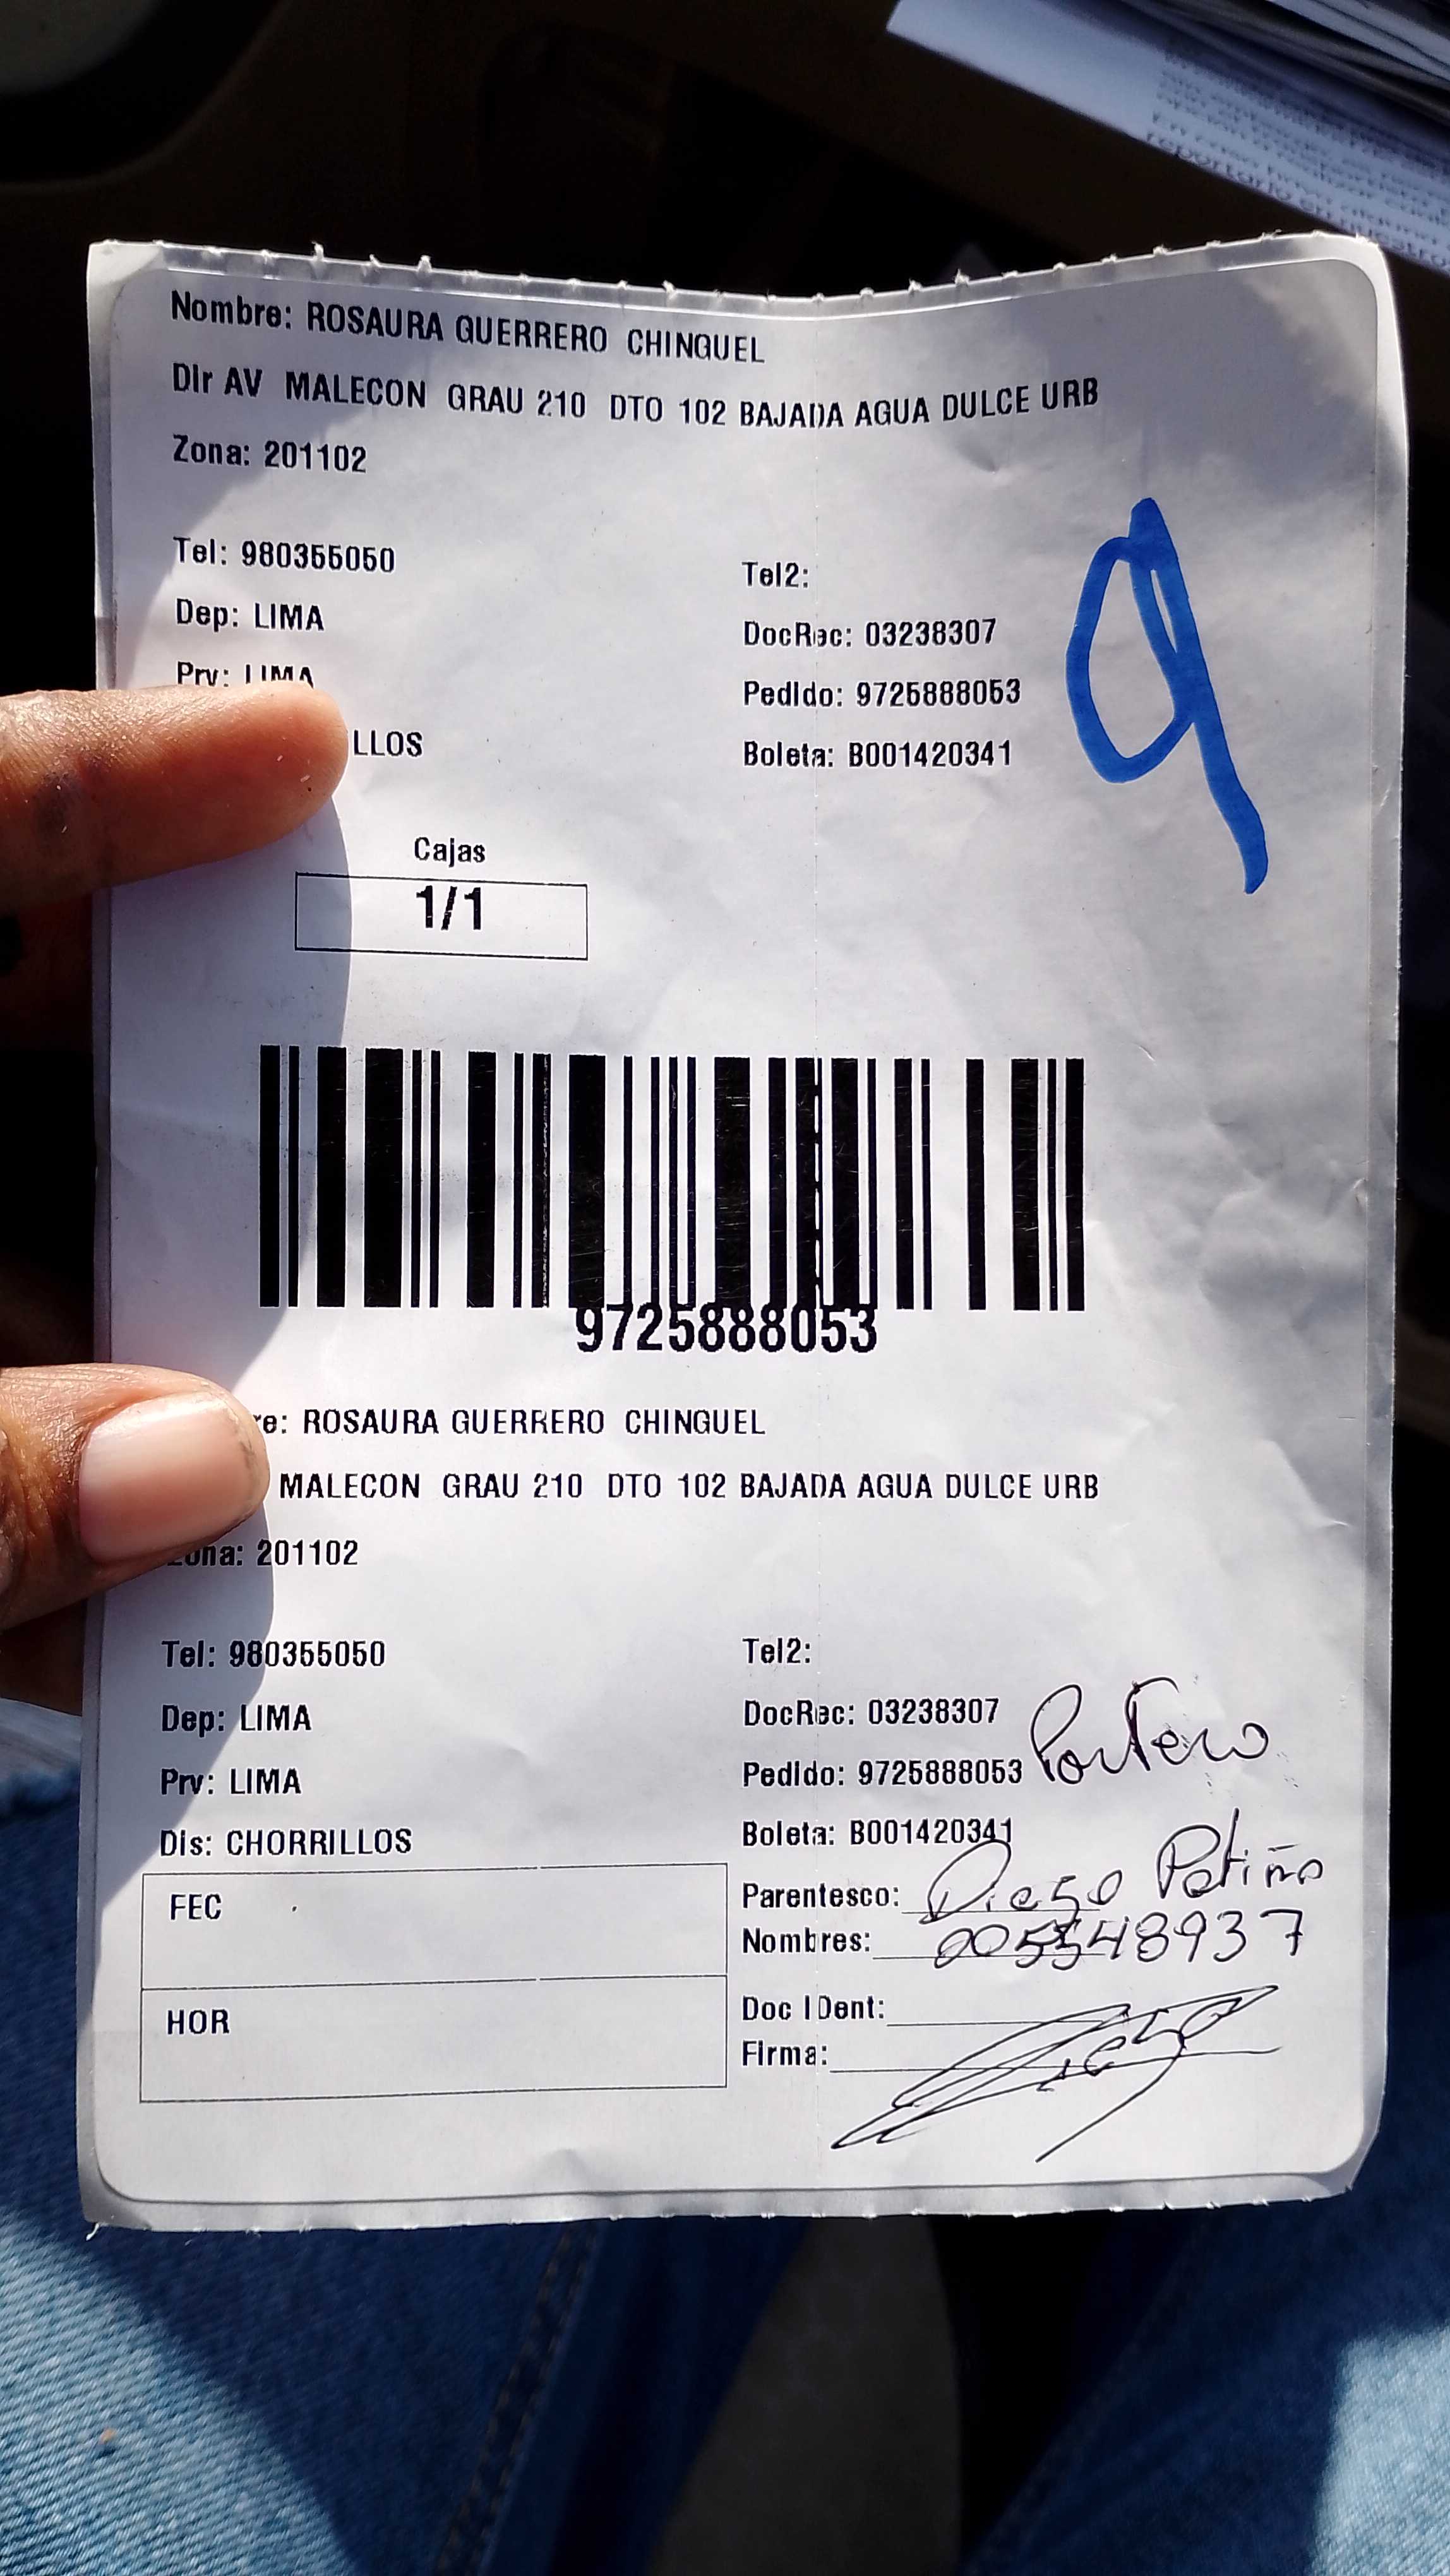 Nombre: ROSAURA GUERRERO CHINGUEL
Dir AV MALECON GRAU 210 DTO 102 BAJADA AGUA DULCE URB
Zona: 201102
Tel: 980355050
Tel2:
Dep: LIMA
DocRec: 03238307
Prv: LIMA
Pedido: 9725888053
LLOS
Boleta: B001420341
9
Cajas
1/1
9725888053
re: ROSAURA GUERRERO CHINGUEL
MALECON GRAU 210 DTO 102 BAJADA AGUA DULCE URB
Zona: 201102
Tel: 980355050
Tel2:
Dep: LIMA
DocRec: 03238307
Portero
Prv: LIMA
Pedido: 9725888053
Dis: CHORRILLOS
Boleta: B001420341
FEC
Parentesco: Diego Patiño
Nombres: 005548937
HOR
Doc IDent:
Firma: